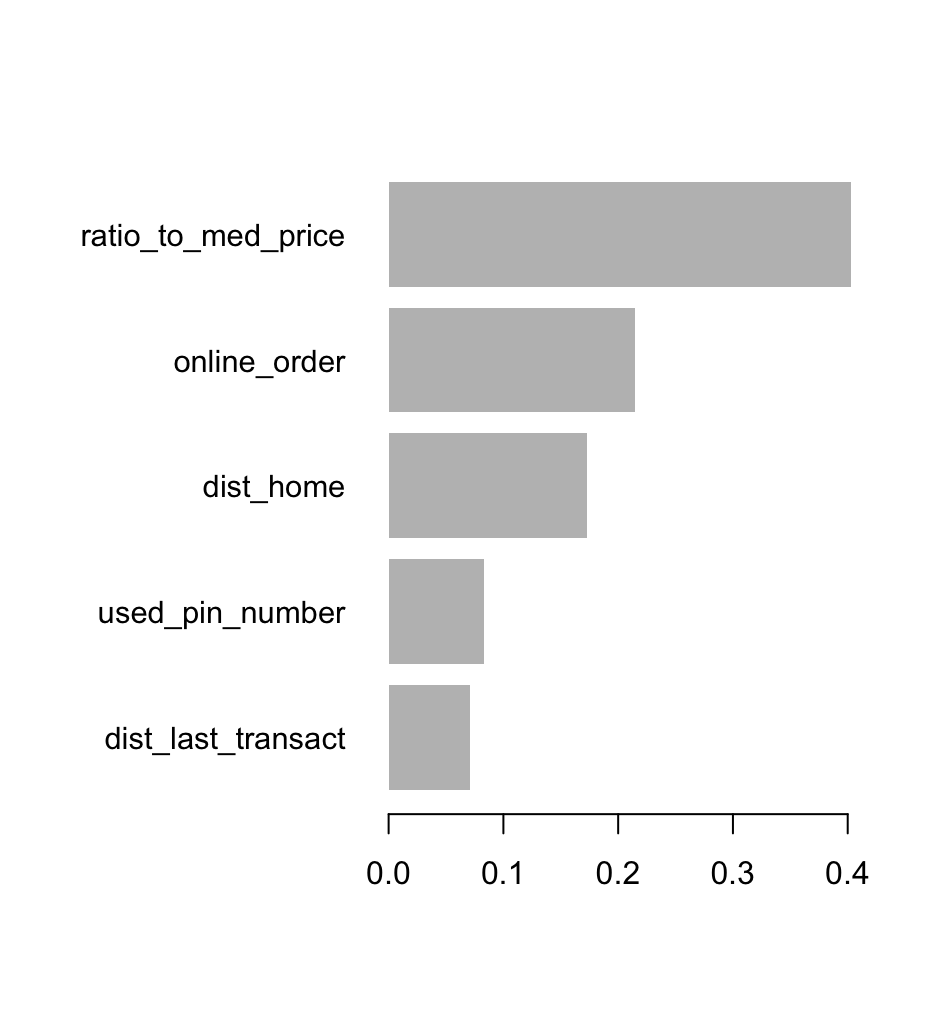 ratio_to_med_price
online_order
dist_home
used_pin_number
dist_last_transact
0.0 0.1 0.2 0.3 0.4